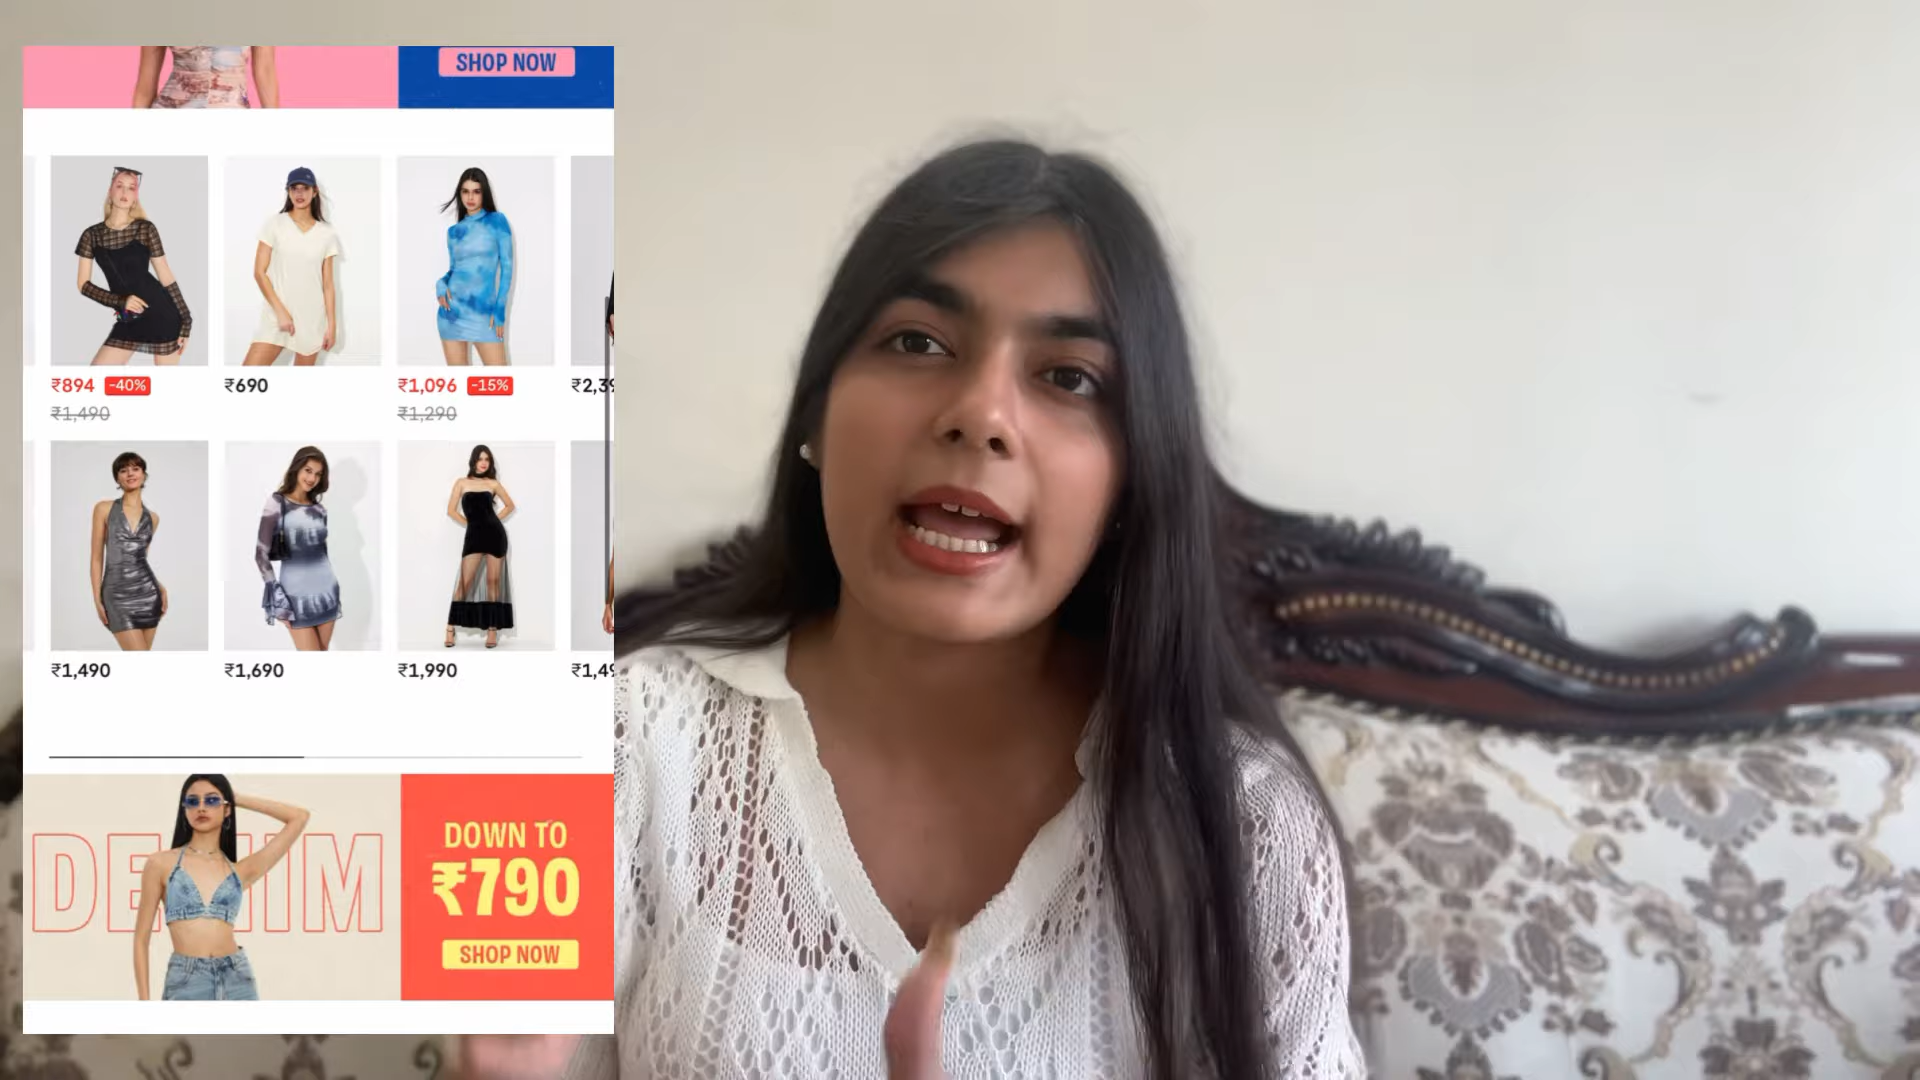 SHOP NOW
₹894 -40% ₹690 ₹1,096 -15%
₹1,490 ₹1,290
₹1,490 ₹1,690 ₹1,990
DENIM
DOWN TO
₹790
SHOP NOW